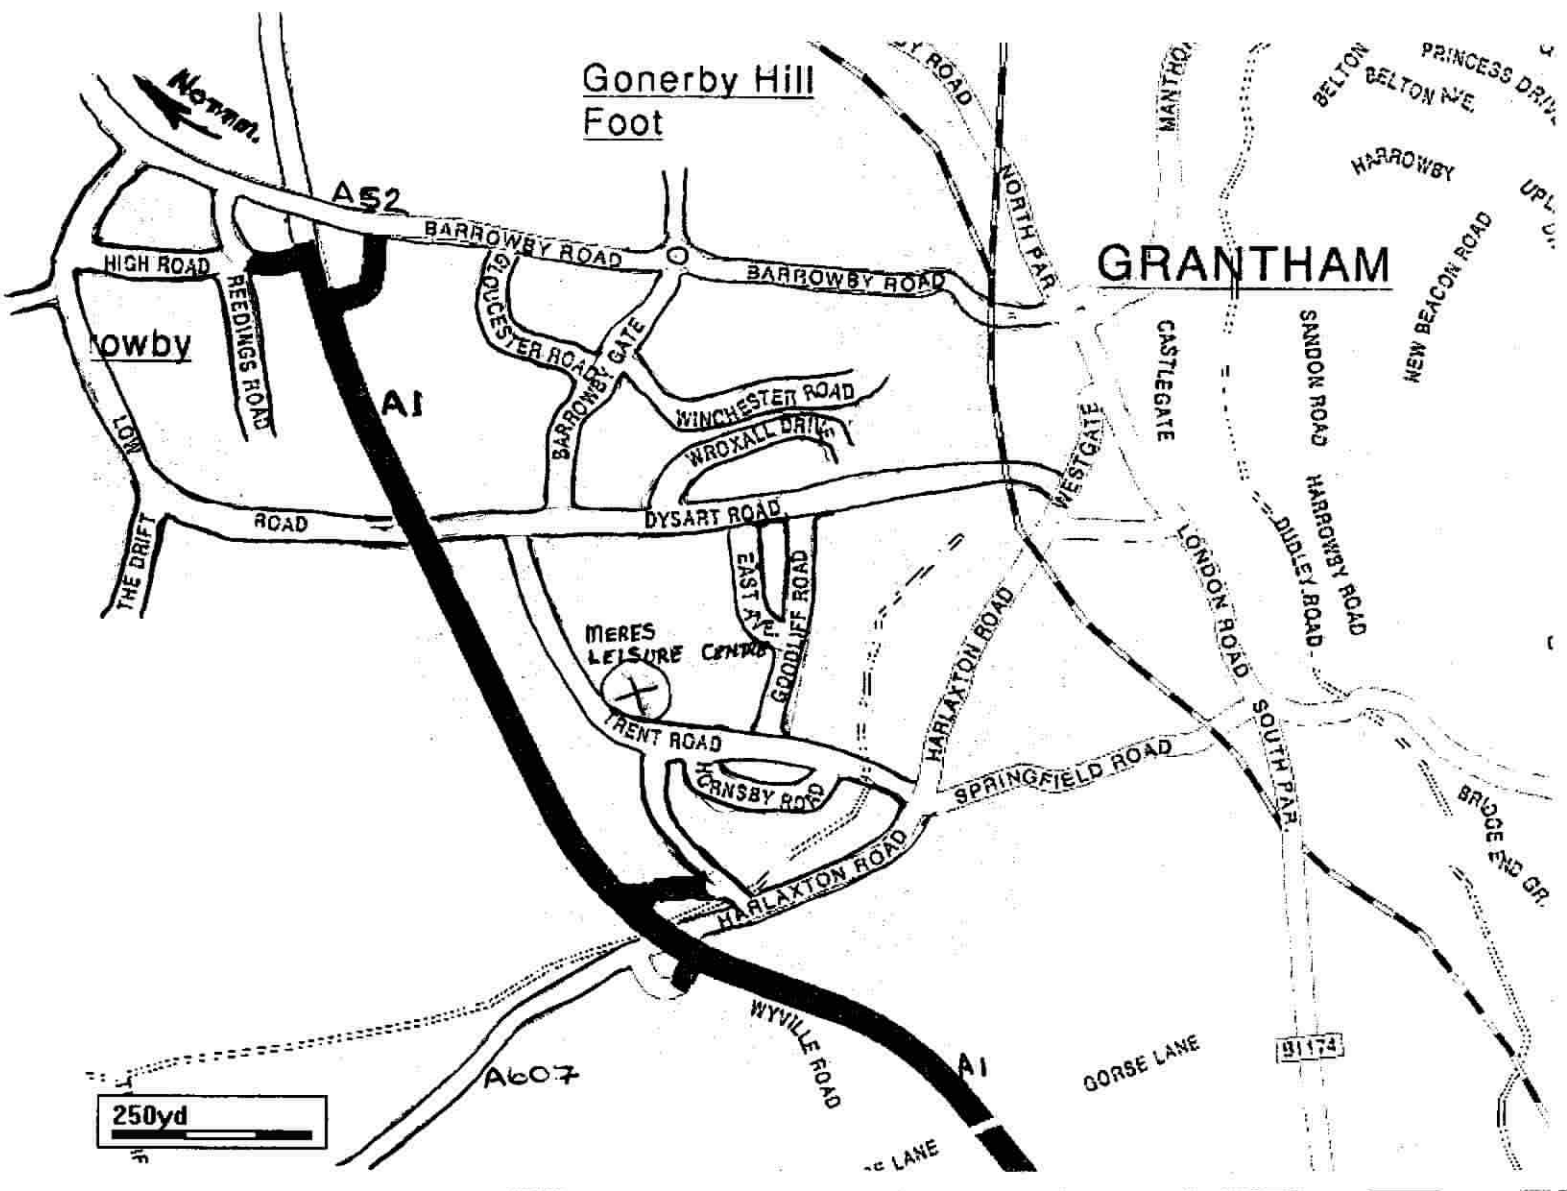 Gonerby Hill
Foot
A52
BARROWBY ROAD
BARROWBY ROAD
HIGH ROAD
REEDINGS ROAD
GLOUCESTER ROAD
BARROWBY GATE
WINCHESTER ROAD
A1
LOW
ROAD
THE DRIFT
DYSART ROAD
EAST AVE.
GOODLIFF ROAD
MERES
LEISURE CENTRE
TRENT ROAD
HORNSBY ROAD
HARLAXTON ROAD
HARLAXTON ROAD
SPRINGFIELD ROAD
WYVILLE ROAD
A607
A1
250yd
GORSE LANE
LANE
B1174
ROAD
NORTH PAR
GRANTHAM
CASTLEGATE
WESTGATE
LONDON ROAD
SOUTH PAR.
SANDON ROAD
HARROWBY ROAD
DUDLEY ROAD
NEW BEACON ROAD
BELTON
BELTON AVE.
PRINCESS DRIVE
HARROWBY
BRIDGE END GR.